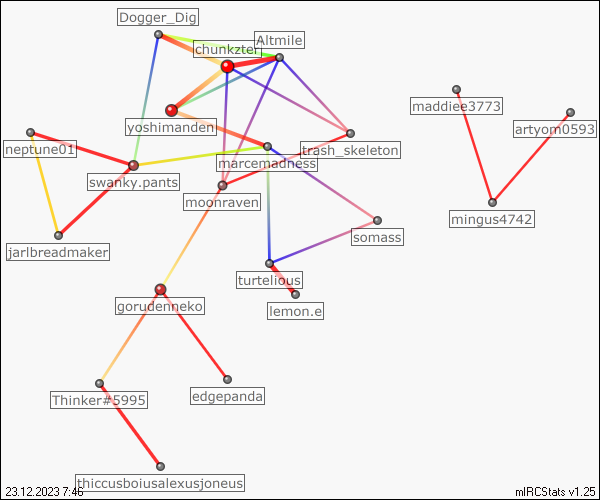 Dogger_Dig
Altmile
chunkzter
maddiee3773
artyom0593
yoshimanden
neptune01
trash_skeleton
marcemadness
swanky.pants
moonraven
mingus4742
somass
jarlbreadmaker
turtelious
gorudenneko
lemon.e
Thinker#5995
edgepanda
thiccusboiusalexusjoneus
23.12.2023 7:46
mIRCStats v1.25